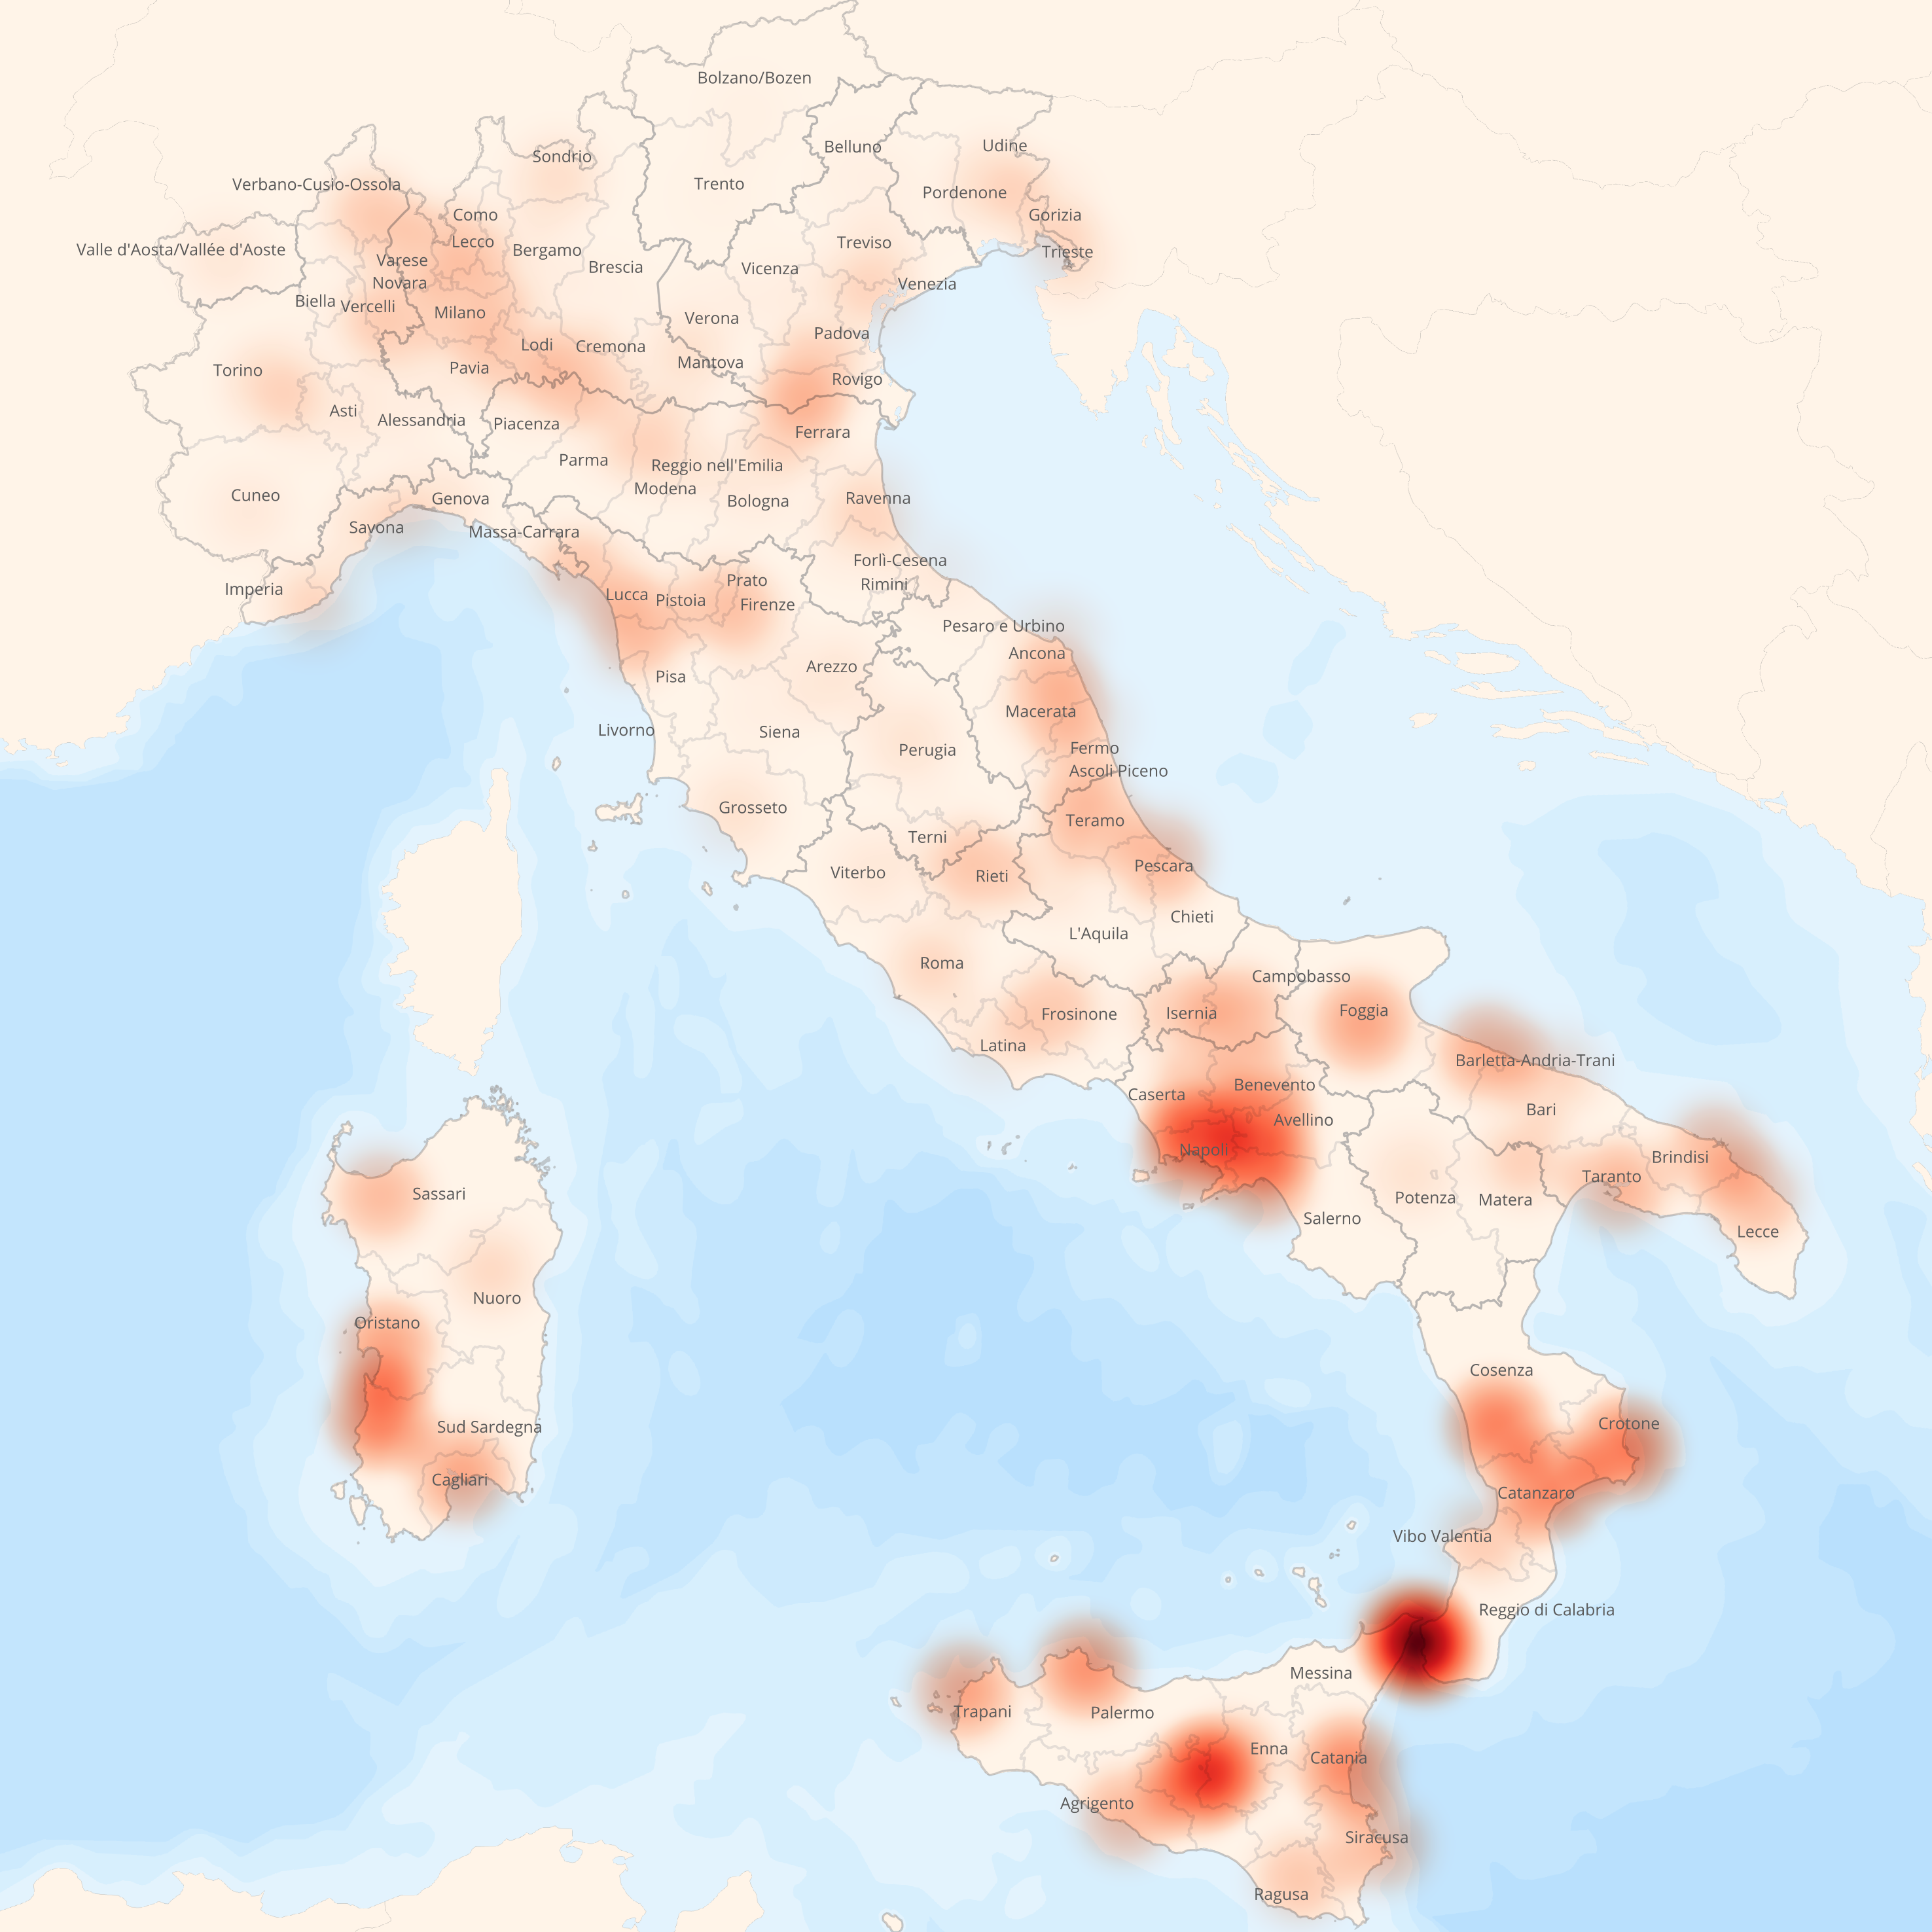 Bolzano/Bozen
Belluno
Udine
Sondrio
Trento
Verbano-Cusio-Ossola
Pordenone
Como
Gorizia
Lecco
Treviso
Valle d'Aosta/Vallée d'Aoste
Bergamo
Trieste
Varese
Brescia
Vicenza
Novara
Venezia
Biella
Vercelli
Milano
Verona
Padova
Lodi
Cremona
Mantova
Torino
Pavia
Rovigo
Asti
Alessandria
Piacenza
Ferrara
Parma
Reggio nell'Emilia
Modena
Cuneo
Genova
Bologna
Ravenna
Savona
Massa-Carrara
Forlì-Cesena
Prato
Rimini
Imperia
Lucca
Pistoia
Firenze
Pesaro e Urbino
Ancona
Arezzo
Pisa
Macerata
Livorno
Siena
Perugia
Fermo
Ascoli Piceno
Grosseto
Teramo
Terni
Pescara
Viterbo
Rieti
Chieti
L'Aquila
Roma
Campobasso
Frosinone
Isernia
Foggia
Latina
Barletta-Andria-Trani
Caserta
Benevento
Bari
Avellino
Napoli
Brindisi
Taranto
Sassari
Potenza
Matera
Salerno
Lecce
Nuoro
Oristano
Cosenza
Sud Sardegna
Crotone
Cagliari
Catanzaro
Vibo Valentia
Reggio di Calabria
Messina
Trapani
Palermo
Enna
Catania
Agrigento
Siracusa
Ragusa